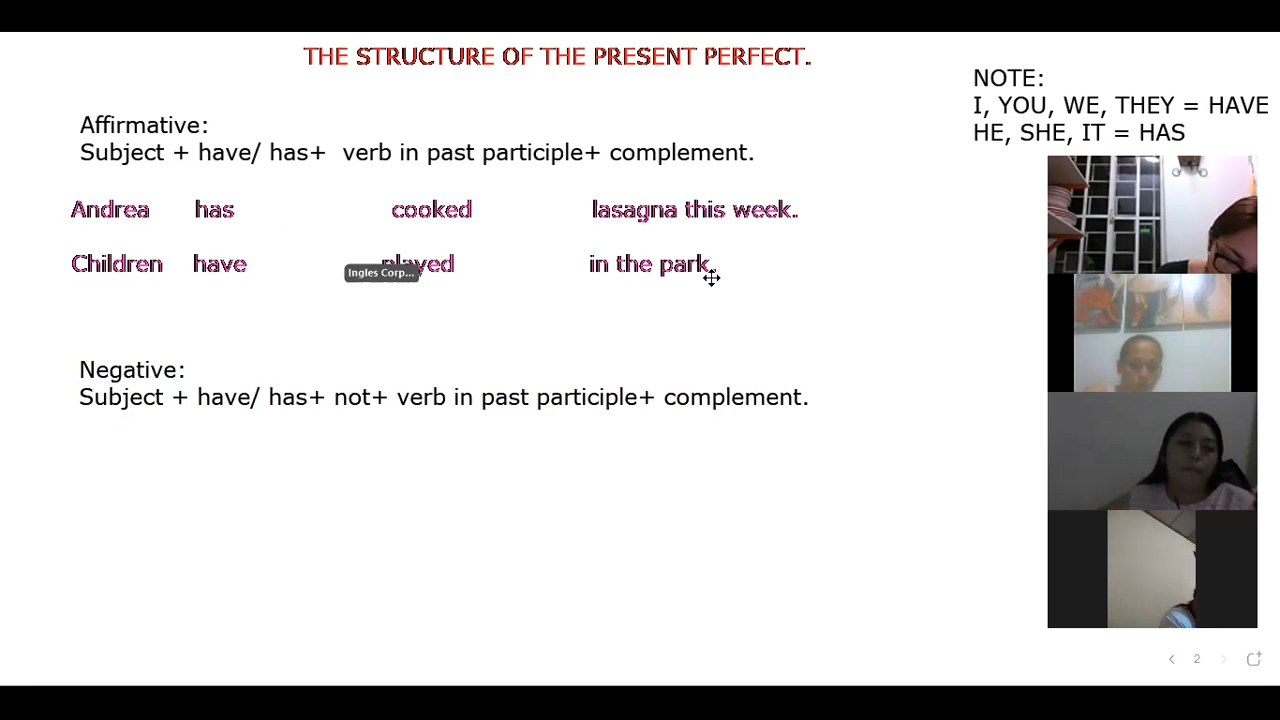 THE STRUCTURE OF THE PRESENT PERFECT.
NOTE:
I, YOU, WE, THEY = HAVE
HE, SHE, IT = HAS
Affirmative:
Subject + have/ has+ verb in past participle+ complement.
Andrea has cooked lasagna this week.
Children have played in the park.
Ingles Corp...
Negative:
Subject + have/ has+ not+ verb in past participle+ complement.
2